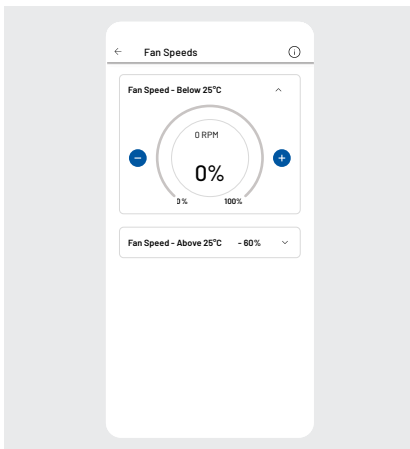 Fan Speeds
Fan Speed - Below 25°C
0 RPM
0%
0% 100%
Fan Speed - Above 25°C - 60%